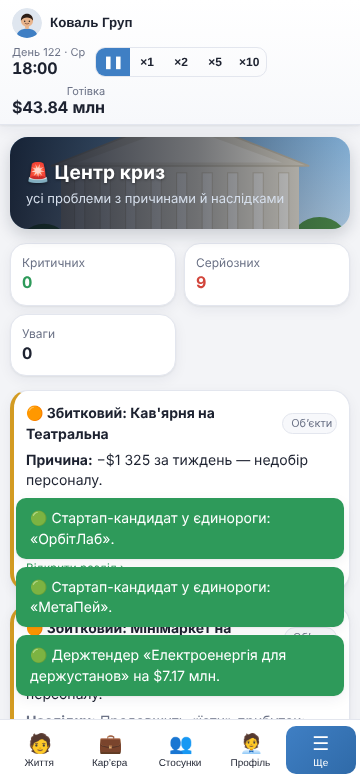 Коваль Груп
День 122 · Ср
18:00
×1 ×2 ×5 ×10
Готівка
$43.84 млн
🚨 Центр криз
усі проблеми з причинами й наслідками
Критичних
0
Серйозних
9
Уваги
0
🟠 Збитковий: Кав'ярня на
Театральна
Об'єкти
Причина: −$1 325 за тиждень — недобір
персоналу.
🟢 Стартап-кандидат у єдинороги:
«ОрбітЛаб».
🟢 Стартап-кандидат у єдинороги:
«МетаПей».
🟠 Збитковий: Мінімаркет на
🟢 Держтендер «Електроенергія для
держустанов» на $7.17 млн.
персоналу.
Життя
Кар'єра
Стосунки
Профіль
Ще